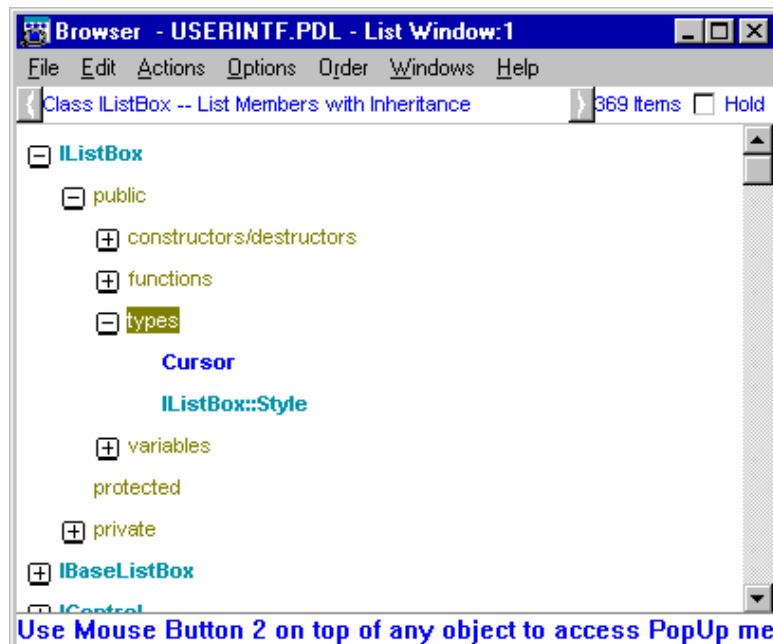 Browser - USERINTF.PDL - List Window:1
File Edit Actions Options Order Windows Help
Class IListBox -- List Members with Inheritance 369 Items Hold
IListBox
public
constructors/destructors
functions
types
Cursor
IListBox::Style
variables
protected
private
IBaseListBox
IControl
Use Mouse Button 2 on top of any object to access PopUp me